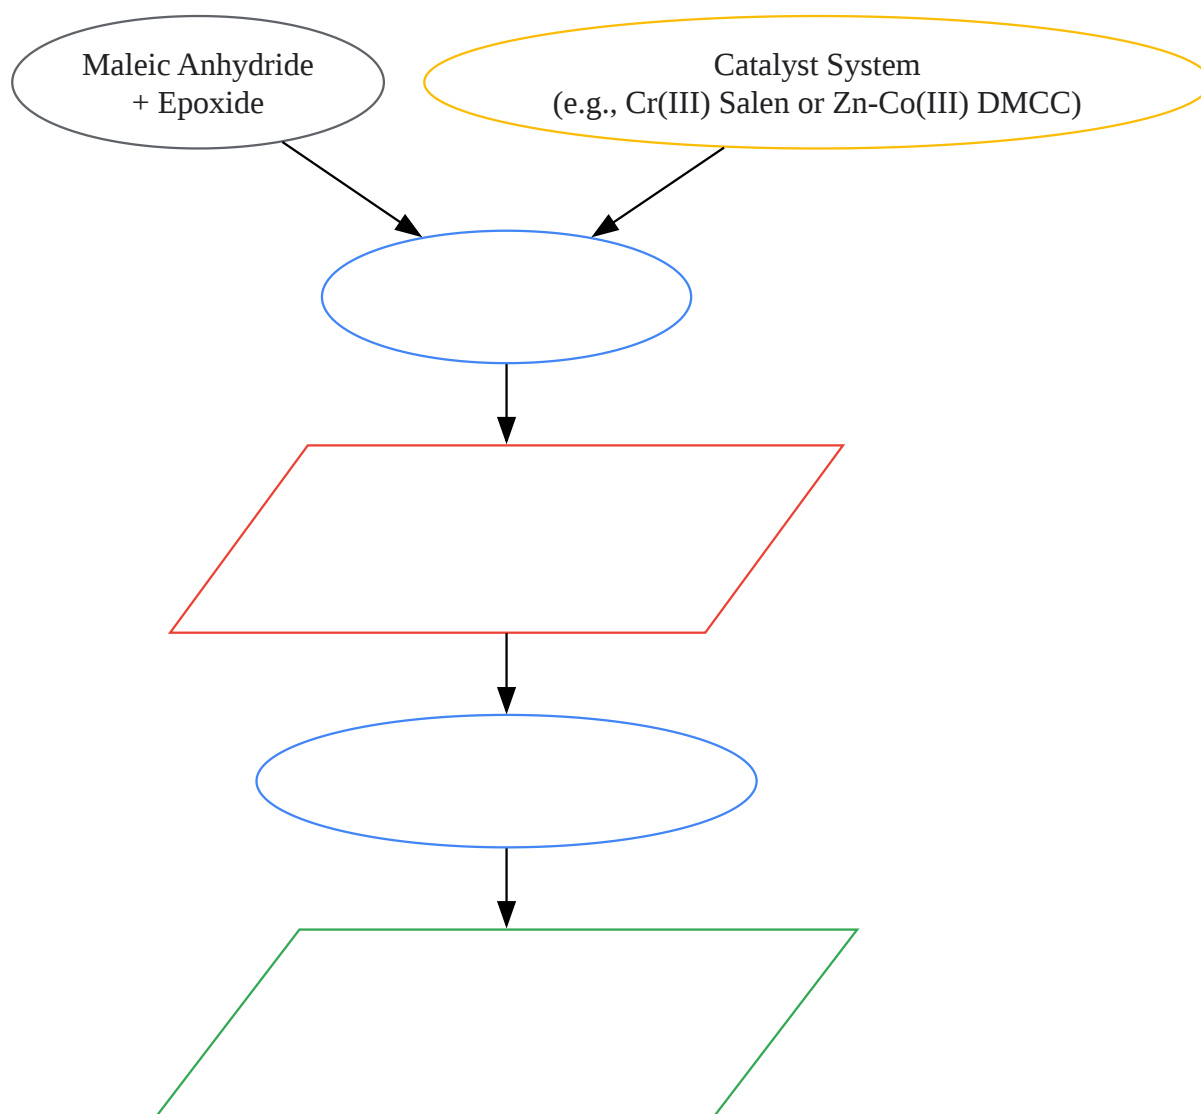 Maleic Anhydride
+ Epoxide
Catalyst System
(e.g., Cr(III) Salen or Zn-Co(III) DMCC)